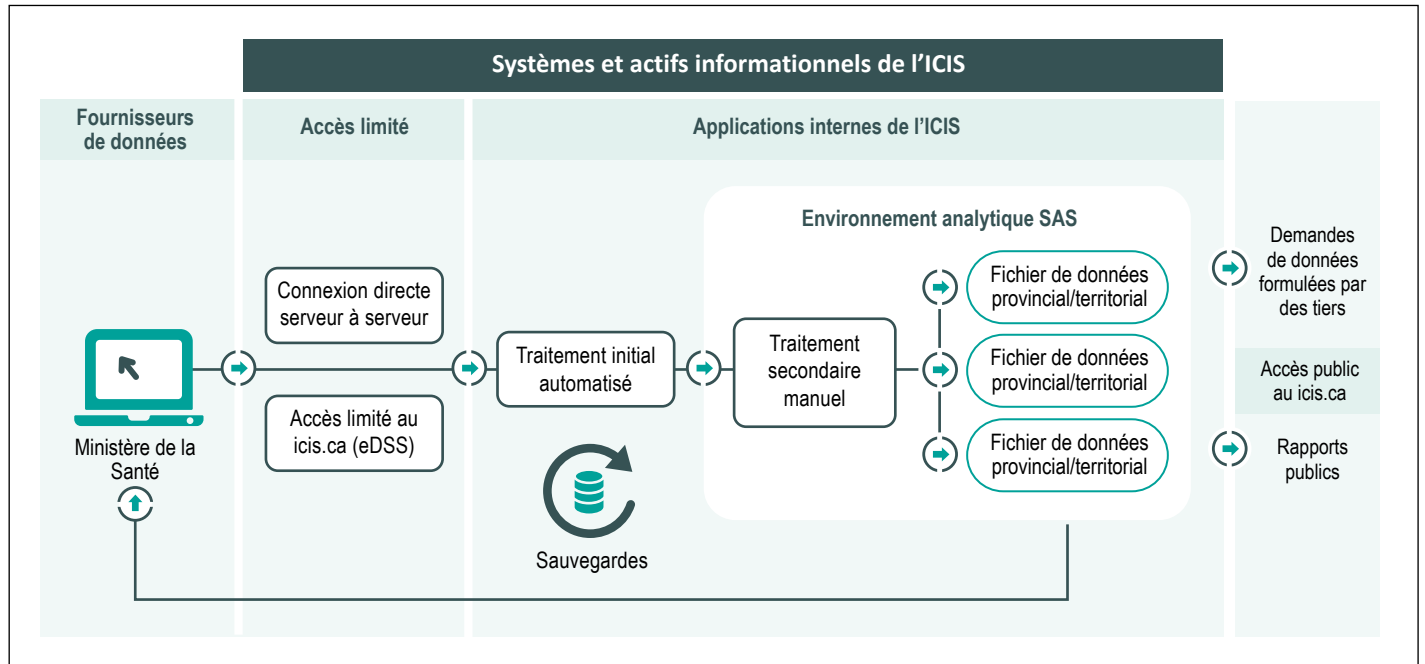 Systèmes et actifs informationnels de l’ICIS
Fournisseurs
de données
Accès limité
Applications internes de l’ICIS
Environnement analytique SAS
Ministère de la
Santé
Connexion directe
serveur à serveur
Accès limité au
icis.ca (eDSS)
Traitement initial
automatisé
Sauvegardes
Traitement
secondaire
manuel
Fichier de données
provincial/territorial
Fichier de données
provincial/territorial
Fichier de données
provincial/territorial
Demandes
de données
formulées par
des tiers
Accès public
au icis.ca
Rapports
publics